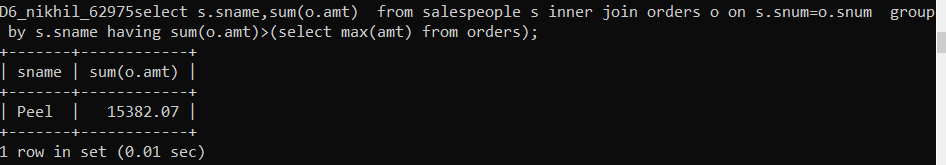 D6_nikhil_62975select s.sname,sum(o.amt)  from salespeople s inner join orders o on s.snum=o.snum  group
 by s.sname having sum(o.amt)>(select max(amt) from orders);
+-------+------------+
| sname | sum(o.amt) |
+-------+------------+
| Peel  |   15382.07 |
+-------+------------+
1 row in set (0.01 sec)